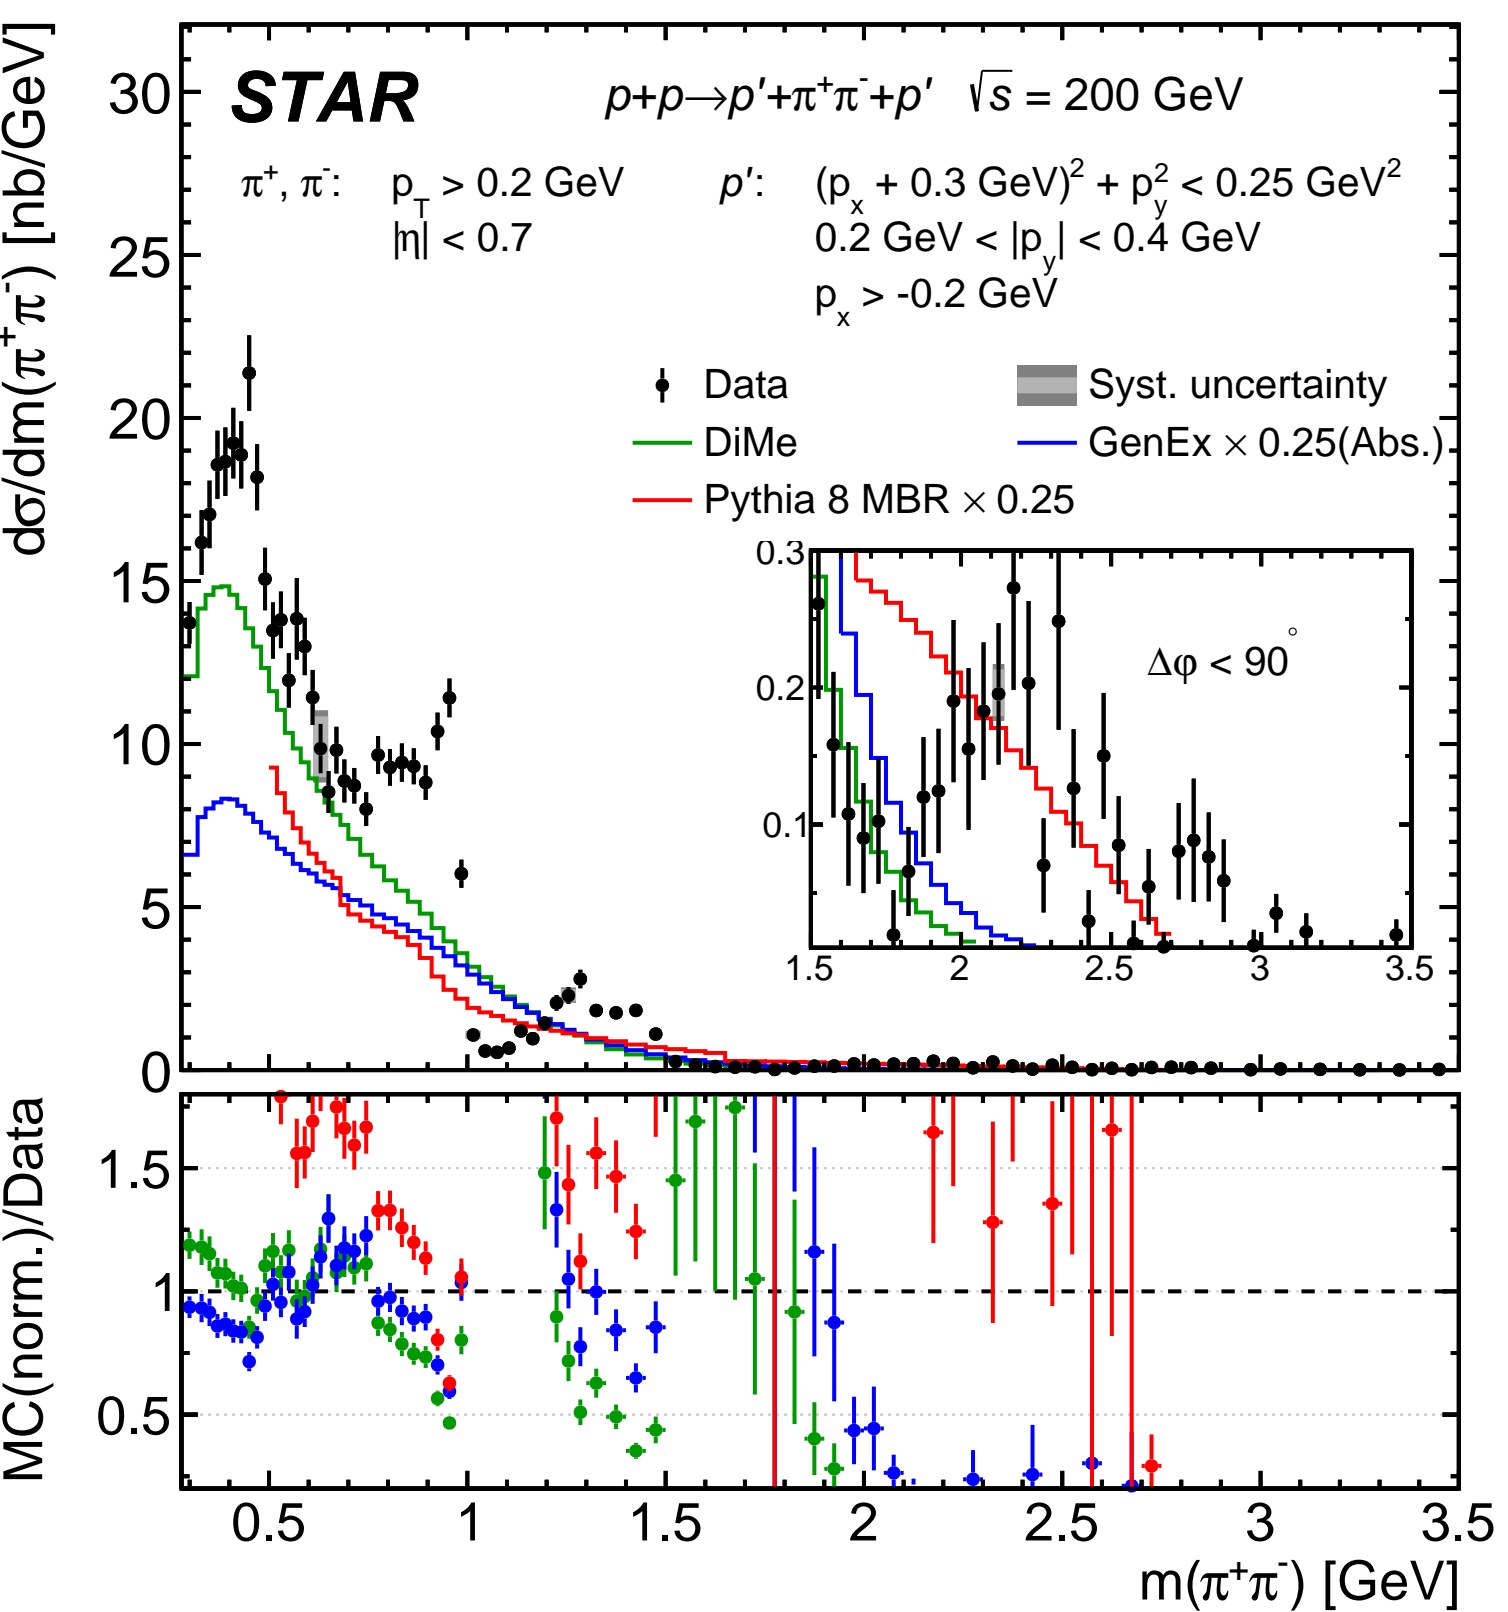 dσ/dm(π⁺π⁻) [nb/GeV]
STAR
p+p→p′+π⁺π⁻+p′ √s = 200 GeV
π⁺, π⁻: p_T > 0.2 GeV p′: (p_x + 0.3 GeV)² + p_y² < 0.25 GeV²
|η| < 0.7 0.2 GeV < |p_y| < 0.4 GeV
p_x > -0.2 GeV
Data Syst. uncertainty
DiMe GenEx × 0.25(Abs.)
Pythia 8 MBR × 0.25
30
25
20
15
10
5
0
0.3
0.2
0.1
Δφ < 90°
1.5 2 2.5 3 3.5
MC(norm.)/Data
1.5
1
0.5
0.5 1 1.5 2 2.5 3 3.5
m(π⁺π⁻) [GeV]